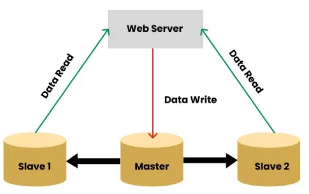 Web Server
Data Read
Data Read
Data Write
Slave 1
Master
Slave 2